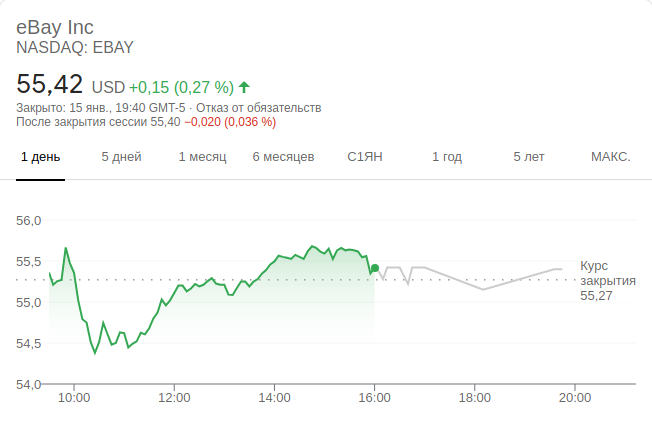 eBay Inc
NASDAQ: EBAY
55,42 USD +0,15 (0,27 %)
Закрыто: 15 янв., 19:40 GMT-5 · Отказ от обязательств
После закрытия сессии 55,40 −0,020 (0,036 %)
1 день 5 дней 1 месяц 6 месяцев С1ЯН 1 год 5 лет МАКС.
56,0
55,5
55,0
54,5
54,0
Курс
закрытия
55,27
10:00 12:00 14:00 16:00 18:00 20:00